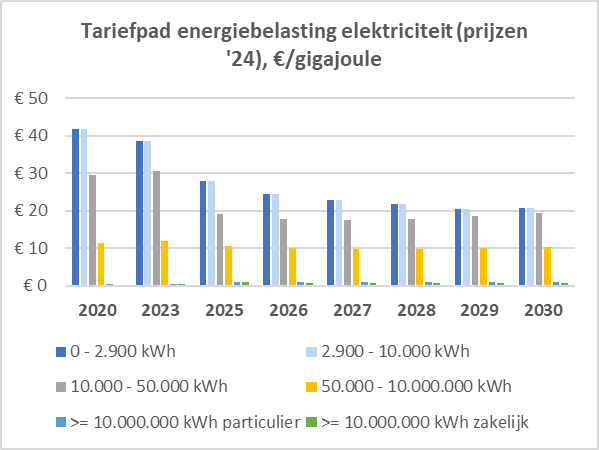 Tariefpad energiebelasting elektriciteit (prijzen
'24), €/gigajoule
€ 50
€ 40
€ 30
€ 20
€ 10
€ 0
2020 2023 2025 2026 2027 2028 2029 2030
0 - 2.900 kWh 2.900 - 10.000 kWh
10.000 - 50.000 kWh 50.000 - 10.000.000 kWh
>= 10.000.000 kWh particulier >= 10.000.000 kWh zakelijk